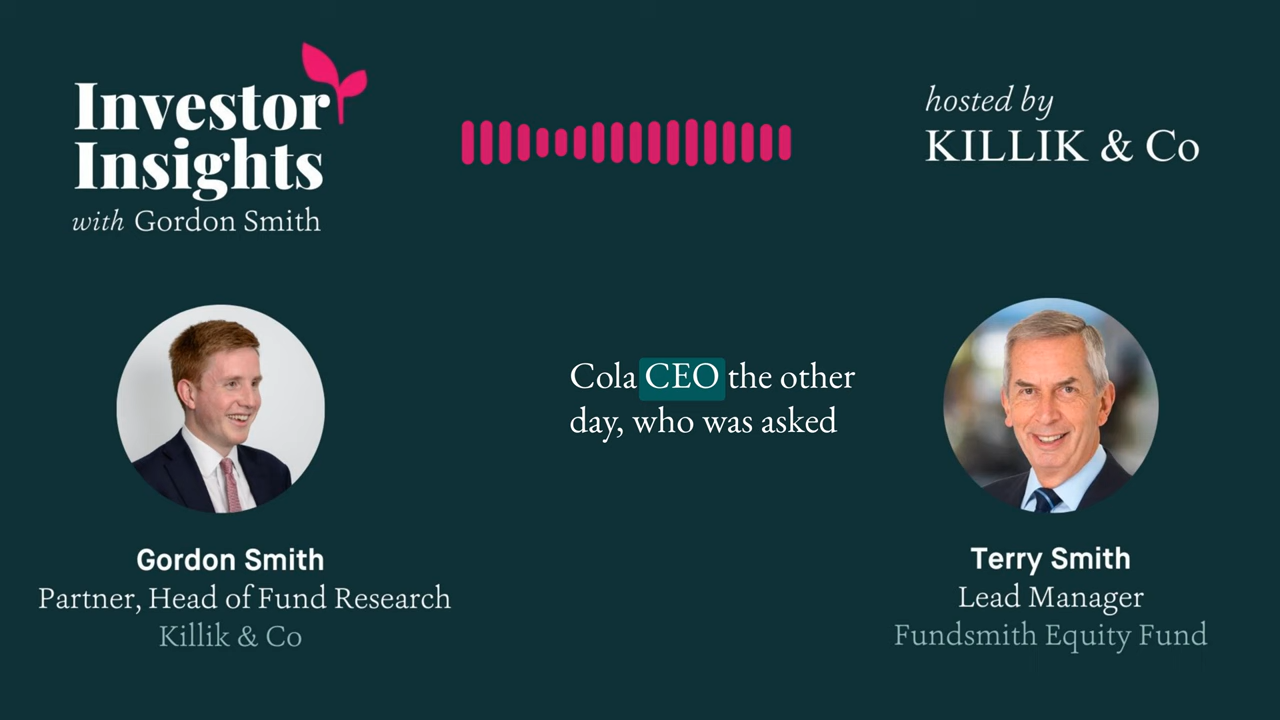 Investor
Insights
with Gordon Smith
hosted by
KILLIK & Co
Cola CEO the other
day, who was asked
Gordon Smith
Partner, Head of Fund Research
Killik & Co
Terry Smith
Lead Manager
Fundsmith Equity Fund